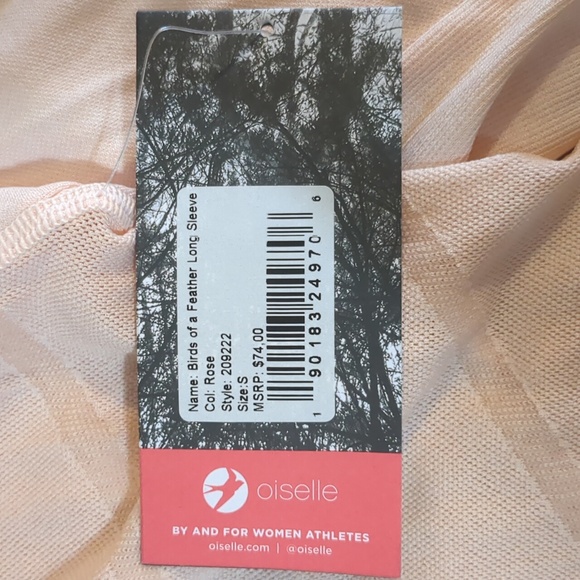 Name: Birds of a Feather Long Sleeve
Col: Rose
Style: 209222
Size:S
MSRP: $74,00
1 90183 24970 6
oiselle
BY AND FOR WOMEN ATHLETES
oiselle.com | @oiselle